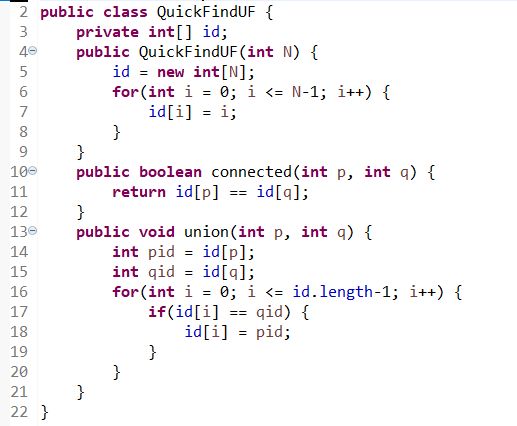 2 public class QuickFindUF {
3     private int[] id;
4     public QuickFindUF(int N) {
5         id = new int[N];
6         for(int i = 0; i <= N-1; i++) {
7             id[i] = i;
8         }
9     }
10     public boolean connected(int p, int q) {
11         return id[p] == id[q];
12     }
13     public void union(int p, int q) {
14         int pid = id[p];
15         int qid = id[q];
16         for(int i = 0; i <= id.length-1; i++) {
17             if(id[i] == qid) {
18                 id[i] = pid;
19             }
20         }
21     }
22 }